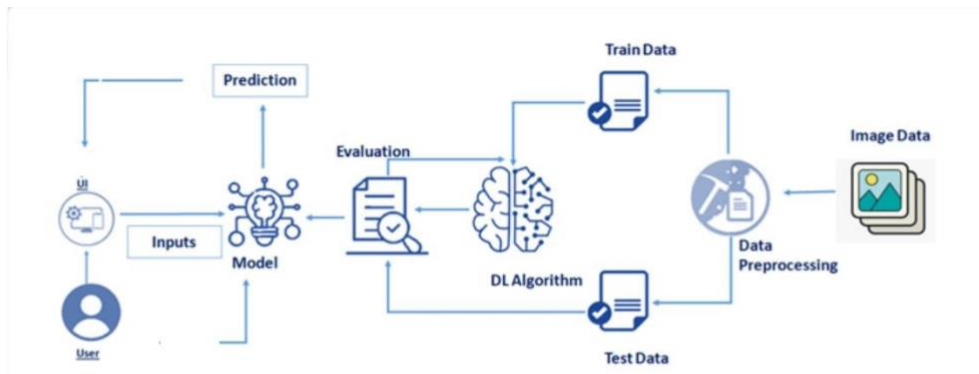 Train Data
Prediction
Image Data
Evaluation
UI
Inputs
Model
Data
Preprocessing
DL Algorithm
User
Test Data